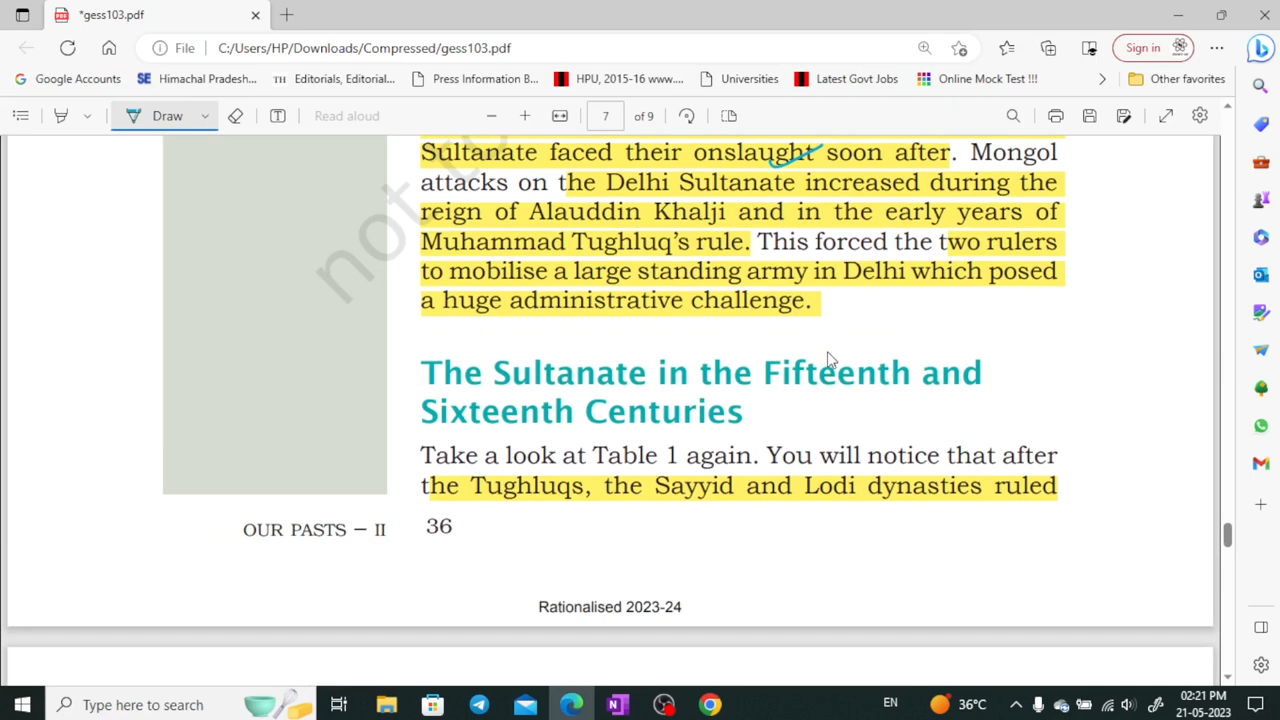 *gess103.pdf
File
C:/Users/HP/Downloads/Compressed/gess103.pdf
Sign in
Google Accounts
SE Himachal Pradesh...
TH Editorials, Editorial...
Press Information B...
HPU, 2015-16 www....
Universities
Latest Govt Jobs
Online Mock Test !!!
Other favorites
Draw
Read aloud
7 of 9
Sultanate faced their onslaught soon after. Mongol
attacks on the Delhi Sultanate increased during the
reign of Alauddin Khalji and in the early years of
Muhammad Tughluq's rule. This forced the two rulers
to mobilise a large standing army in Delhi which posed
a huge administrative challenge.
not
The Sultanate in the Fifteenth and
Sixteenth Centuries
Take a look at Table 1 again. You will notice that after
the Tughluqs, the Sayyid and Lodi dynasties ruled
OUR PASTS – II 36
Rationalised 2023-24
Type here to search
EN
36°C
02:21 PM
21-05-2023